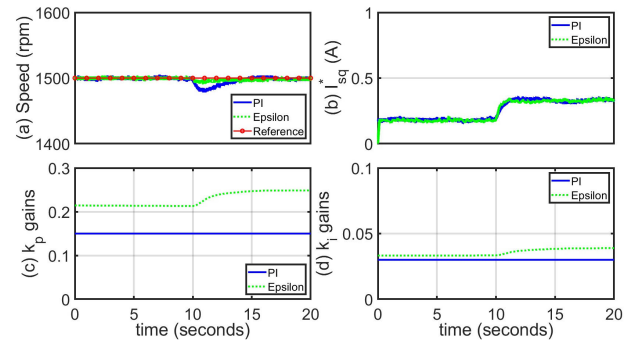 1600
1500
1400
(a) Speed (rpm)
PI
Epsilon
Reference
1
0.5
0
(b) I*sq (A)
PI
Epsilon
0.3
0.2
0.1
0
(c) kp gains
PI
Epsilon
0 5 10 15 20
time (seconds)
0.1
0.05
0
(d) ki gains
PI
Epsilon
0 5 10 15 20
time (seconds)